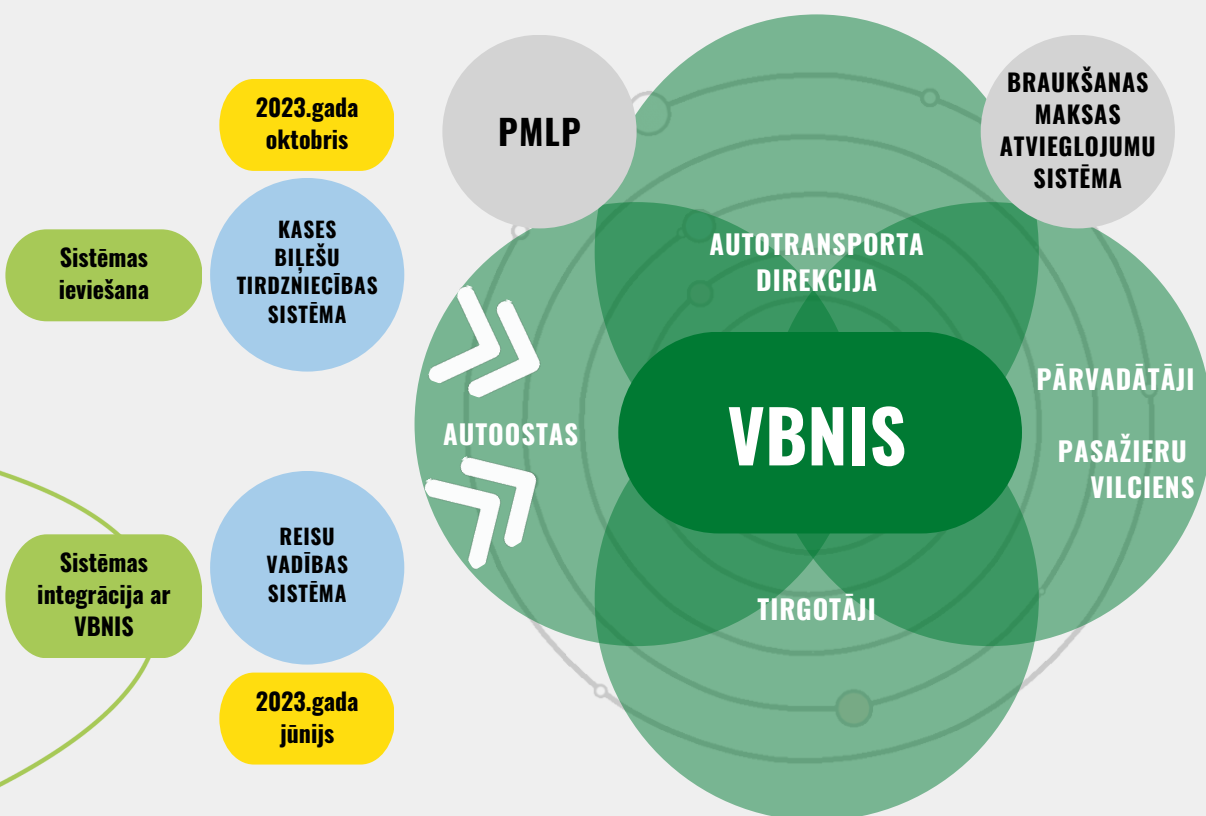 2023.gada
oktobris
KASES
BIĻEŠU
TIRDZNIECĪBAS
SISTĒMA
Sistēmas
ieviešana
Sistēmas
integrācija ar
VBNIS
REISU
VADĪBAS
SISTĒMA
2023.gada
jūnijs
PMLP
BRAUKŠANAS
MAKSAS
ATVIEGLOJUMU
SISTĒMA
AUTOTRANSPORTA
DIREKCIJA
AUTOOSTAS
VBNIS
PĀRVADĀTĀJI
PASAŽIERU
VILCIENS
TIRGOTĀJI